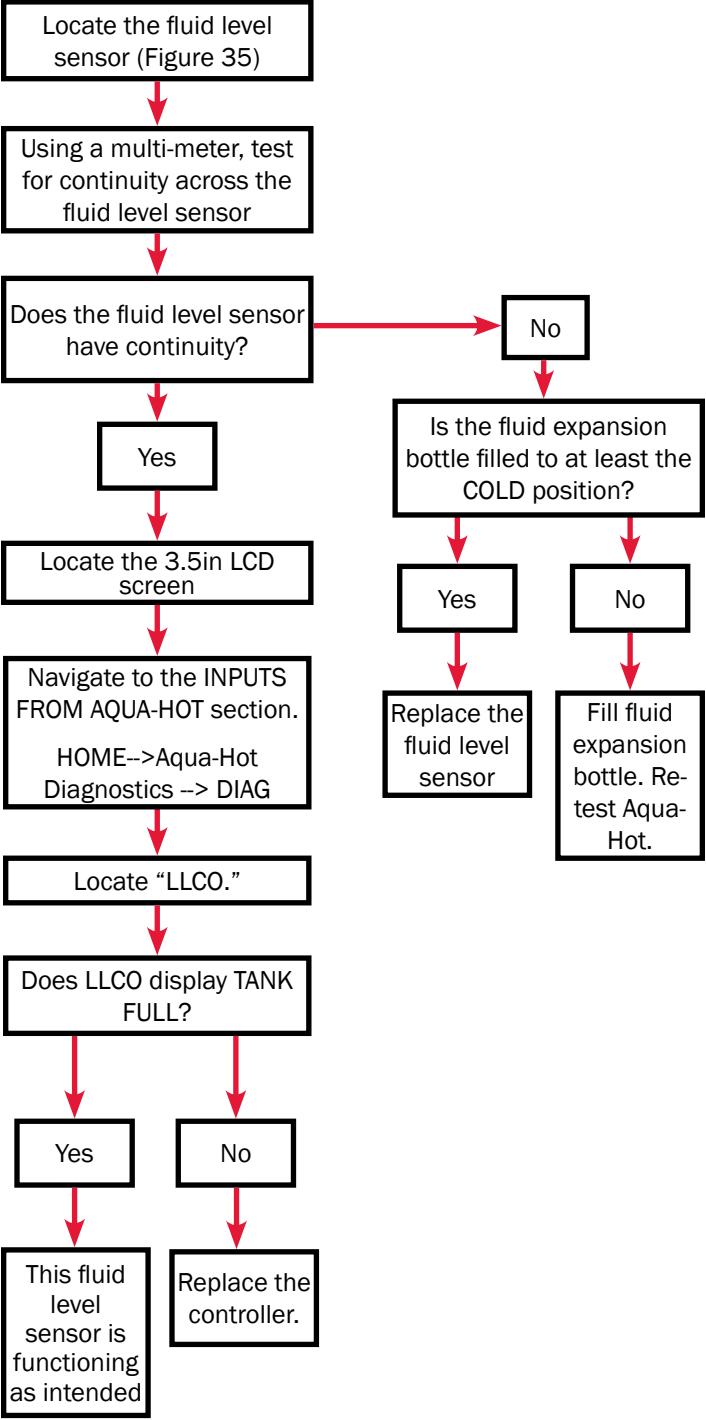 Locate the fluid level
sensor (Figure 35)
Using a multi-meter, test
for continuity across the
fluid level sensor
Does the fluid level sensor
have continuity?
No
Is the fluid expansion
bottle filled to at least the
COLD position?
Yes
No
Replace the
fluid level
sensor
Fill fluid
expansion
bottle. Re-
test Aqua-
Hot.
Yes
Locate the 3.5in LCD
screen
Navigate to the INPUTS
FROM AQUA-HOT section.
HOME-->Aqua-Hot
Diagnostics --> DIAG
Locate “LLCO.”
Does LLCO display TANK
FULL?
Yes
No
This fluid
level
sensor is
functioning
as intended
Replace the
controller.